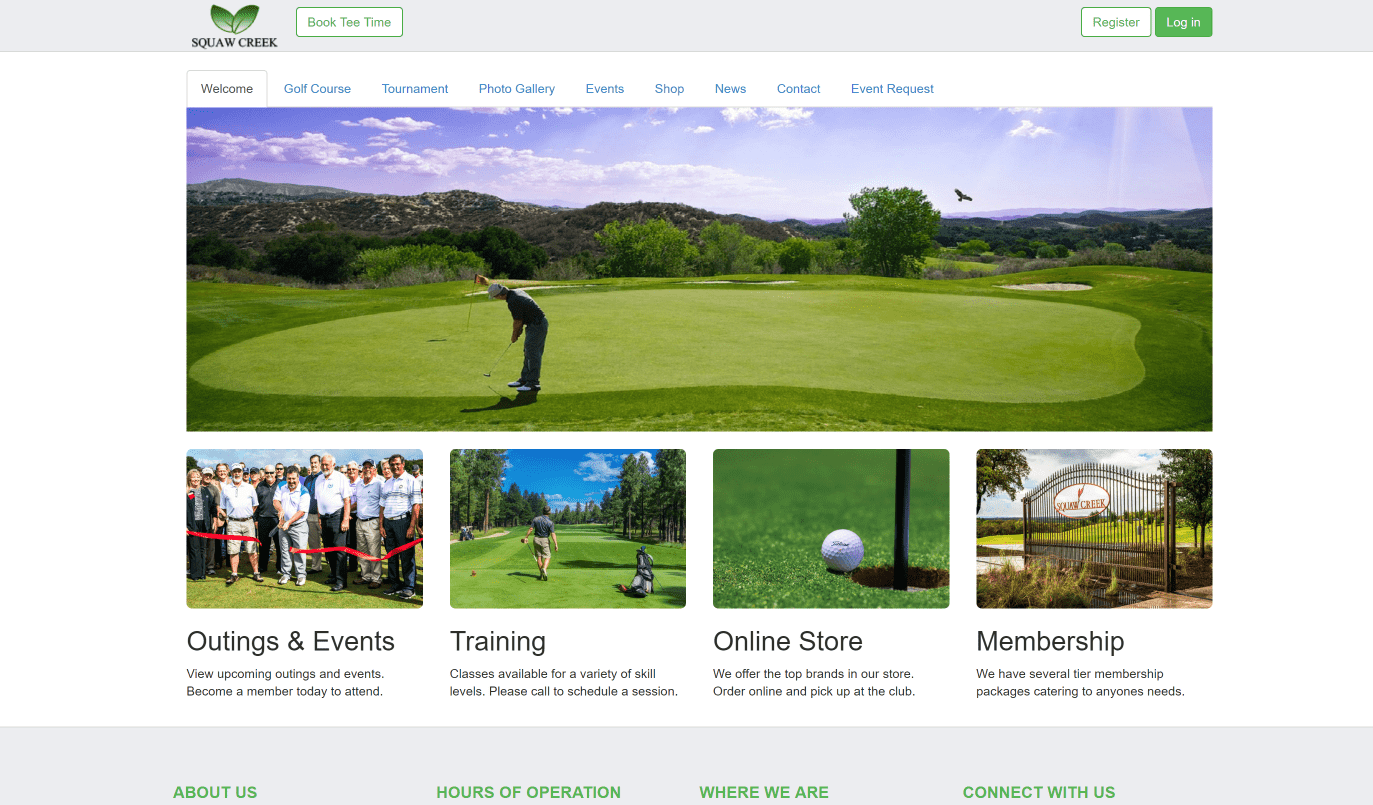 SQUAW CREEK
Book Tee Time
Register
Log in
Welcome
Golf Course
Tournament
Photo Gallery
Events
Shop
News
Contact
Event Request
SQUAW CREEK
Outings & Events
View upcoming outings and events.
Become a member today to attend.
Training
Classes available for a variety of skill
levels. Please call to schedule a session.
Online Store
We offer the top brands in our store.
Order online and pick up at the club.
Membership
We have several tier membership
packages catering to anyones needs.
ABOUT US
HOURS OF OPERATION
WHERE WE ARE
CONNECT WITH US